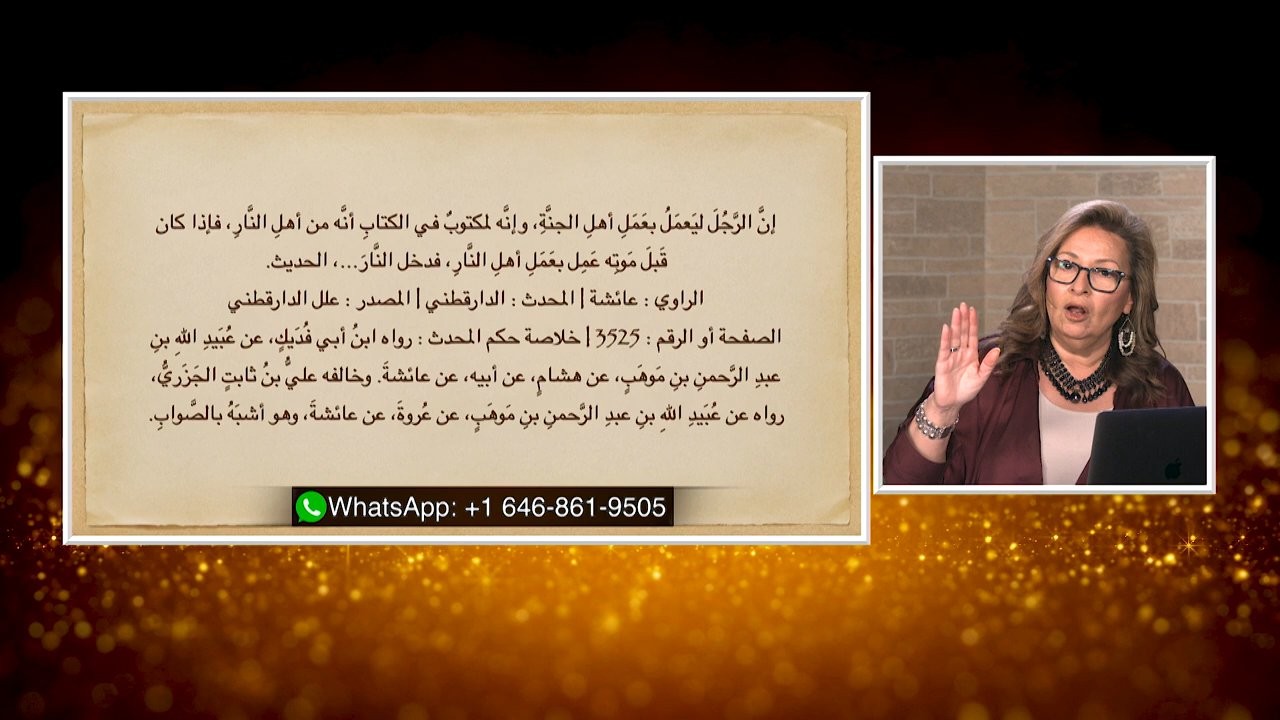 إنَّ الرَّجُلَ ليَعمَلُ بعَمَلِ أهلِ الجنَّةِ، وإنَّه لمكتوبٌ في الكتابِ أنَّه من أهلِ النَّارِ، فإذا كان
قَبلَ مَوتِه عَمِل بعَمَلِ أهلِ النَّارِ، فدخل النَّارَ...، الحديث.
الراوي : عائشة | المحدث : الدارقطني | المصدر : علل الدارقطني
الصفحة أو الرقم : 3525 | خلاصة حكم المحدث : رواه ابنُ أبي فُدَيكٍ، عن عُبَيدِ اللهِ بنِ
عبدِ الرَّحمنِ بنِ مَوهَبٍ، عن هشامٍ، عن أبيه، عن عائشةَ. وخالفه عليُّ بنُ ثابتٍ الجَزَريُّ،
رواه عن عُبَيدِ اللهِ بنِ عبدِ الرَّحمنِ بنِ مَوهَبٍ، عن عُروةَ، عن عائشةَ، وهو أشبَهُ بالصَّوابِ.
WhatsApp: +1 646-861-9505